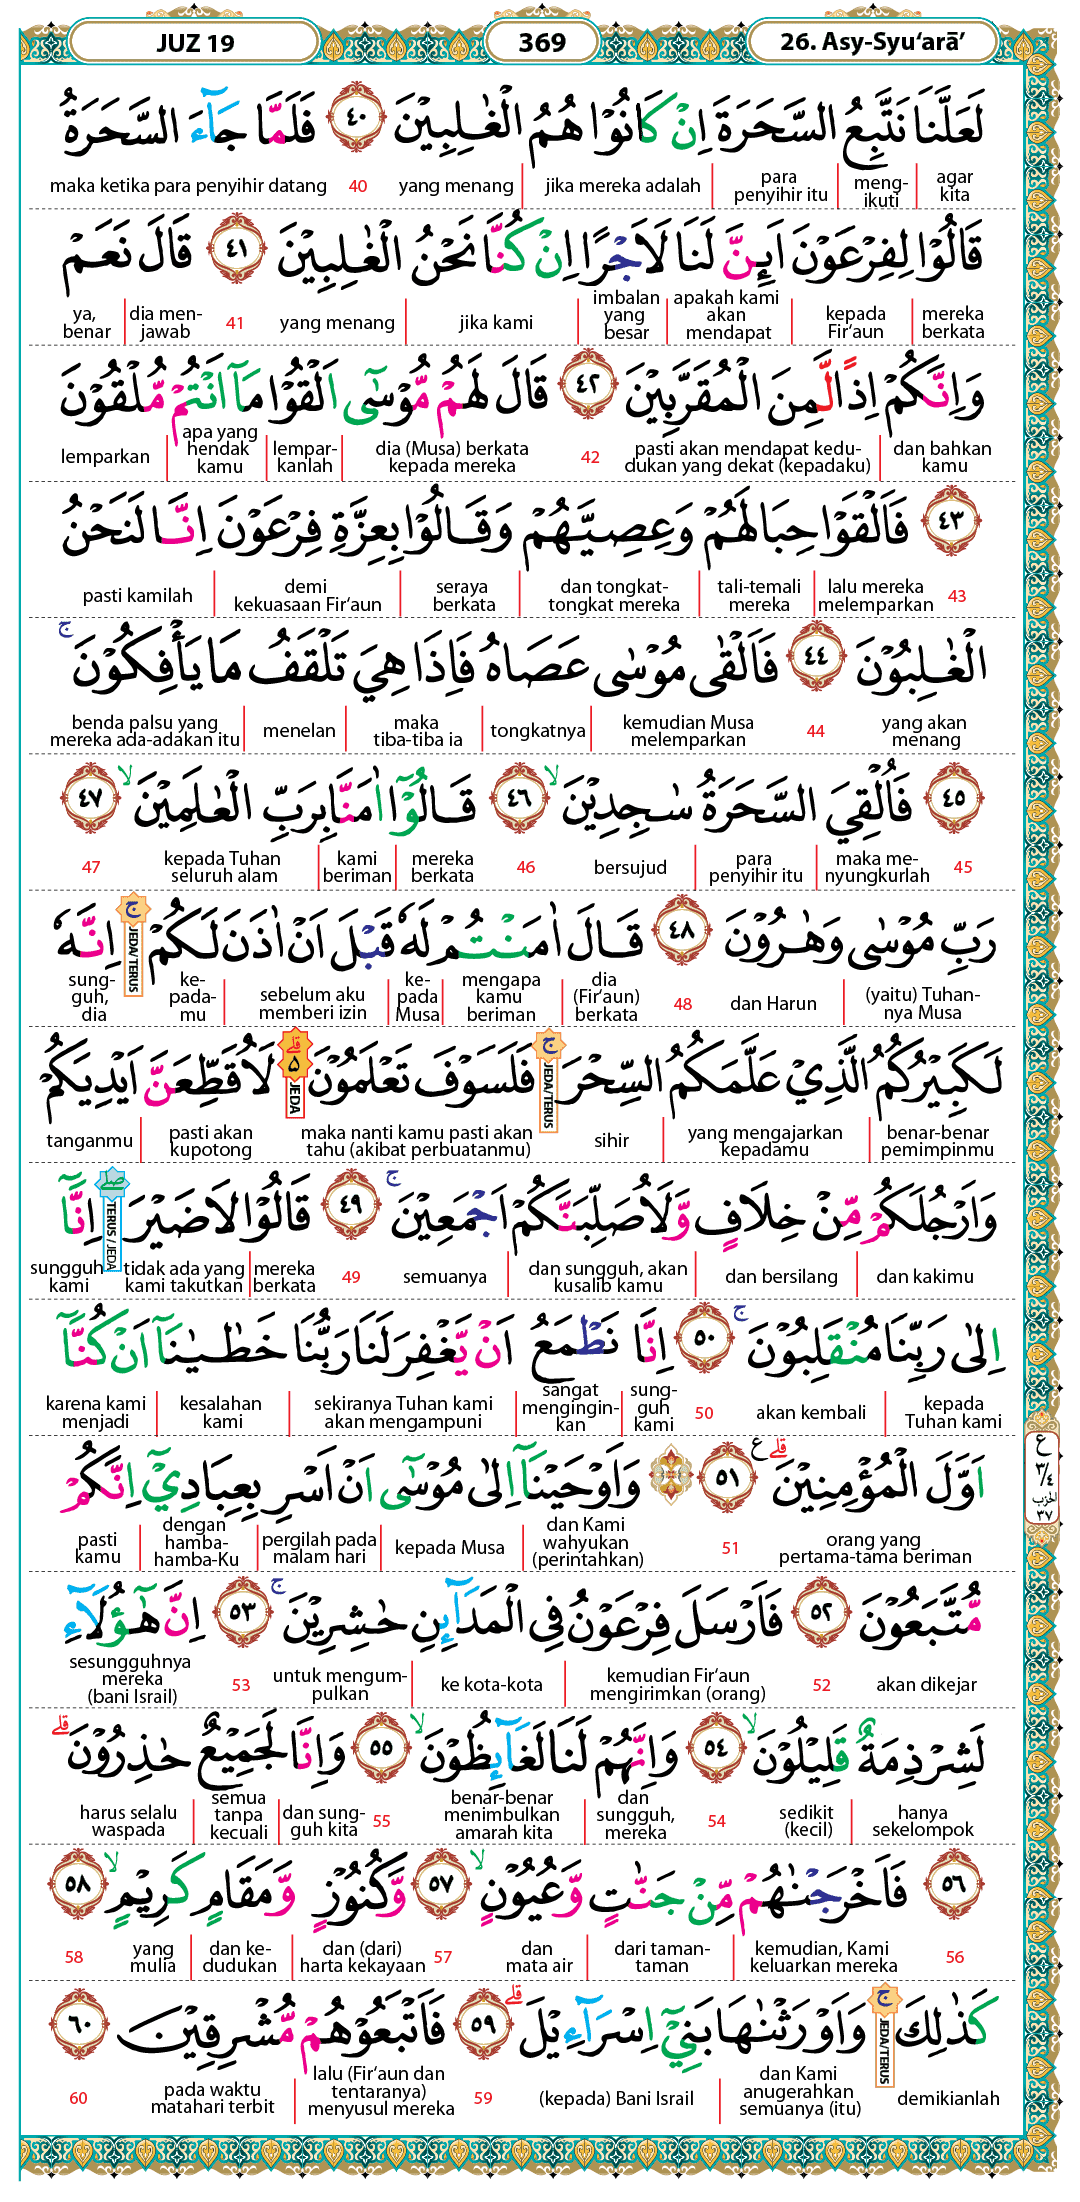 JUZ 19
369
26. Asy-Syu‘arā’
لَعَلَّنَا نَتَّبِعُ السَّحَرَةَ اِنْ كَانُوْا هُمُ الْغٰلِبِيْنَ ٤٠ فَلَمَّا جَاۤءَ السَّحَرَةُ
agar kita | meng-ikuti | para penyihir itu | jika mereka adalah | yang menang 40 maka ketika para penyihir datang
قَالُوْا لِفِرْعَوْنَ اَىِٕنَّ لَنَا لَاَجْرًا اِنْ كُنَّا نَحْنُ الْغٰلِبِيْنَ ٤١ قَالَ نَعَمْ
mereka berkata | kepada Fir‘aun | apakah kami akan mendapat | imbalan yang besar | jika kami | yang menang 41 dia men-jawab | ya, benar
وَاِنَّكُمْ اِذًا لَّمِنَ الْمُقَرَّبِيْنَ ٤٢ قَالَ لَهُمْ مُّوْسٰٓى اَلْقُوْا مَآ اَنْتُمْ مُّلْقُوْنَ
dan bahkan kamu | pasti akan mendapat kedu-dukan yang dekat (kepadaku) 42 dia (Musa) berkata kepada mereka | lempar-kanlah | apa yang hendak kamu | lemparkan
٤٣ فَاَلْقَوْا حِبَالَهُمْ وَعِصِيَّهُمْ وَقَالُوْا بِعِزَّةِ فِرْعَوْنَ اِنَّا لَنَحْنُ
43 lalu mereka melemparkan | tali-temali mereka | dan tongkat-tongkat mereka | seraya berkata | demi kekuasaan Fir‘aun | pasti kamilah
الْغٰلِبُوْنَ ٤٤ فَاَلْقٰى مُوْسٰى عَصَاهُ فَاِذَا هِيَ تَلْقَفُ مَا يَأْفِكُوْنَ ۚ
yang akan menang 44 kemudian Musa melemparkan | tongkatnya | maka tiba-tiba ia | menelan | benda palsu yang mereka ada-adakan itu
٤٥ فَاُلْقِيَ السَّحَرَةُ سٰجِدِيْنَ ۙ ٤٦ قَالُوْٓا اٰمَنَّا بِرَبِّ الْعٰلَمِيْنَ ۙ ٤٧
45 maka me-nyungkurlah | para penyihir itu | bersujud 46 mereka berkata | kami beriman | kepada Tuhan seluruh alam 47
رَبِّ مُوْسٰى وَهٰرُوْنَ ٤٨ قَالَ اٰمَنْتُمْ لَهٗ قَبْلَ اَنْ اٰذَنَ لَكُمْ ۚ JEDA/TERUS اِنَّهٗ
(yaitu) Tuhan-nya Musa | dan Harun 48 dia (Fir‘aun) berkata | mengapa kamu beriman | ke-pada Musa | sebelum aku memberi izin | ke-pada-mu sung-guh, dia
لَكَبِيْرُكُمُ الَّذِيْ عَلَّمَكُمُ السِّحْرَ ۚ JEDA/TERUS فَلَسَوْفَ تَعْلَمُوْنَ ۗ ٥ JEDA لَاُقَطِّعَنَّ اَيْدِيَكُمْ
benar-benar pemimpinmu | yang mengajarkan kepadamu | sihir maka nanti kamu pasti akan tahu (akibat perbuatanmu) pasti akan kupotong | tanganmu
وَاَرْجُلَكُمْ مِّنْ خِلَافٍ وَّلَاُصَلِّبَنَّكُمْ اَجْمَعِيْنَ ۚ ٤٩ قَالُوْا لَا ضَيْرَ ۖ TERUS / JEDA اِنَّآ
dan kakimu | dan bersilang | dan sungguh, akan kusalib kamu | semuanya 49 mereka berkata | tidak ada yang kami takutkan sungguh kami
اِلٰى رَبِّنَا مُنْقَلِبُوْنَ ۚ ٥٠ اِنَّا نَطْمَعُ اَنْ يَّغْفِرَ لَنَا رَبُّنَا خَطٰيٰنَآ اَنْ كُنَّآ
kepada Tuhan kami | akan kembali 50 sung-guh kami | sangat mengingin-kan | sekiranya Tuhan kami akan mengampuni | kesalahan kami | karena kami menjadi
اَوَّلَ الْمُؤْمِنِيْنَ ۗ ࣖ ٥١ ۞ وَاَوْحَيْنَآ اِلٰى مُوْسٰٓى اَنْ اَسْرِ بِعِبَادِيْٓ اِنَّكُمْ
orang yang pertama-tama beriman 51 dan Kami wahyukan (perintahkan) | kepada Musa | pergilah pada malam hari | dengan hamba-hamba-Ku | pasti kamu
ع
٣/٤
الحزب
٣٧
مُّتَّبَعُوْنَ ٥٢ فَاَرْسَلَ فِرْعَوْنُ فِى الْمَدَاۤىِٕنِ حٰشِرِيْنَ ۚ ٥٣ اِنَّ هٰٓؤُلَاۤءِ
akan dikejar 52 kemudian Fir‘aun mengirimkan (orang) | ke kota-kota | untuk mengum-pulkan 53 sesungguhnya mereka (bani Israil)
لَشِرْذِمَةٌ قَلِيْلُوْنَ ۙ ٥٤ وَاِنَّهُمْ لَنَا لَغَاۤىِٕظُوْنَ ۙ ٥٥ وَاِنَّا لَجَمِيْعٌ حٰذِرُوْنَ ۗ
hanya sekelompok | sedikit (kecil) 54 dan sungguh, mereka | benar-benar menimbulkan amarah kita 55 dan sung-guh kita | semua tanpa kecuali | harus selalu waspada
٥٦ فَاَخْرَجْنٰهُمْ مِّنْ جَنّٰتٍ وَّعُيُوْنٍ ۙ ٥٧ وَّكُنُوْزٍ وَّمَقَامٍ كَرِيْمٍ ۙ ٥٨
56 kemudian, Kami keluarkan mereka | dari taman-taman | dan mata air 57 dan (dari) harta kekayaan | dan ke-dudukan | yang mulia 58
كَذٰلِكَ ۚ JEDA/TERUS وَاَوْرَثْنٰهَا بَنِيْٓ اِسْرَاۤءِيْلَ ۗ ٥٩ فَاَتْبَعُوْهُمْ مُّشْرِقِيْنَ ٦٠
demikianlah dan Kami anugerahkan semuanya (itu) | (kepada) Bani Israil 59 lalu (Fir‘aun dan tentaranya) menyusul mereka | pada waktu matahari terbit 60